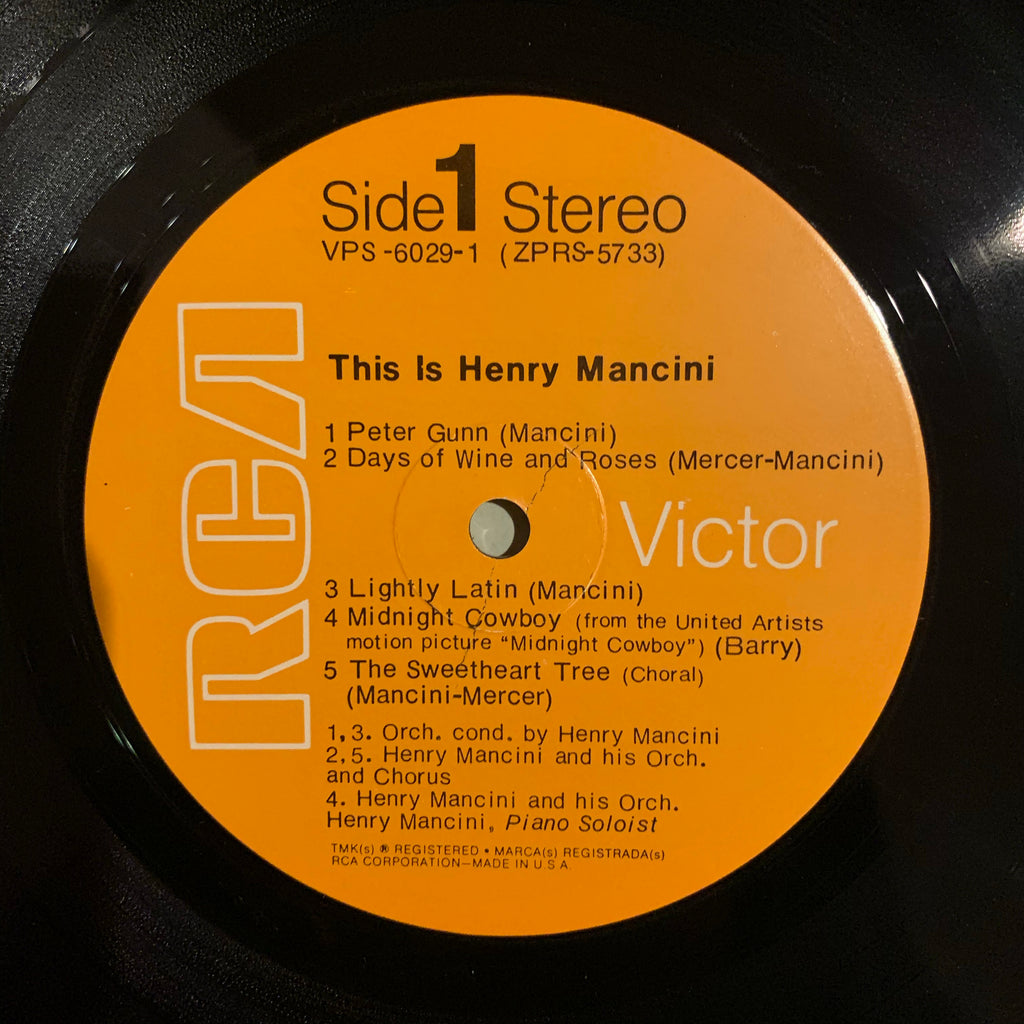 Side 1 Stereo
VPS-6029-1 (ZPRS-5733)
RCA
This Is Henry Mancini
1 Peter Gunn (Mancini)
2 Days of Wine and Roses (Mercer-Mancini)
Victor
3 Lightly Latin (Mancini)
4 Midnight Cowboy (from the United Artists
motion picture “Midnight Cowboy”) (Barry)
5 The Sweetheart Tree (Choral)
(Mancini-Mercer)
1,3. Orch. cond. by Henry Mancini
2,5. Henry Mancini and his Orch.
and Chorus
4. Henry Mancini and his Orch.
Henry Mancini, Piano Soloist
TMK(s) ® REGISTERED • MARCA(s) REGISTRADA(s)
RCA CORPORATION—MADE IN U.S.A.